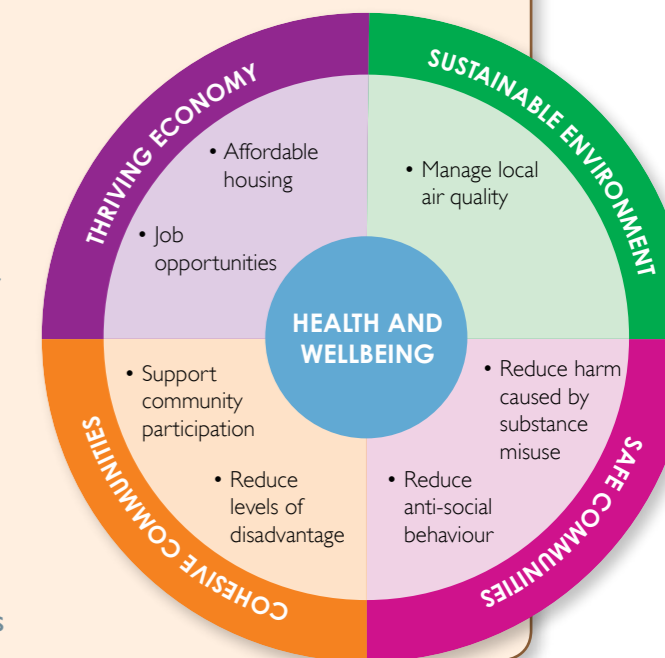 THRIVING ECONOMY
• Affordable
housing
• Job
opportunities
SUSTAINABLE ENVIRONMENT
• Manage local
air quality
HEALTH AND
WELLBEING
• Support
community
participation
• Reduce
levels of
disadvantage
COHESIVE COMMUNITIES
• Reduce harm
caused by
substance
misuse
• Reduce
anti-social
behaviour
SAFE COMMUNITIES
s